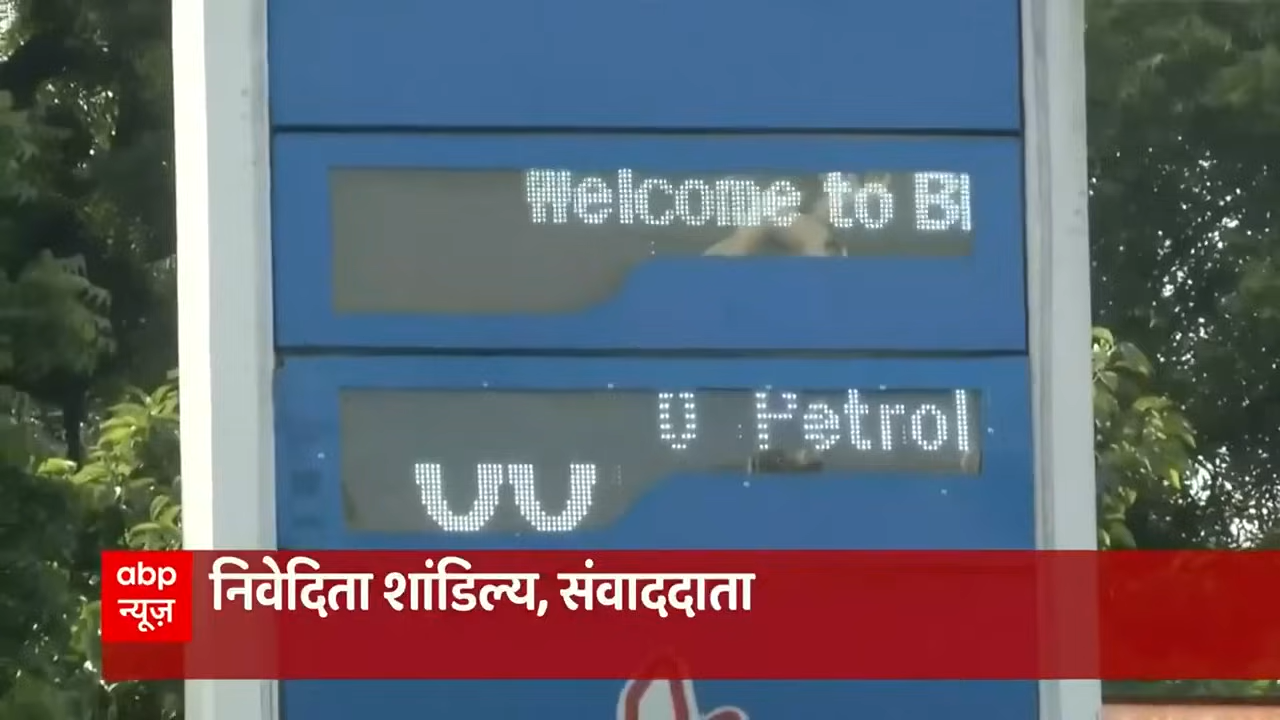 Welcome to
Petrol
abp
न्यूज़
निवेदिता शांडिल्य, संवाददाता